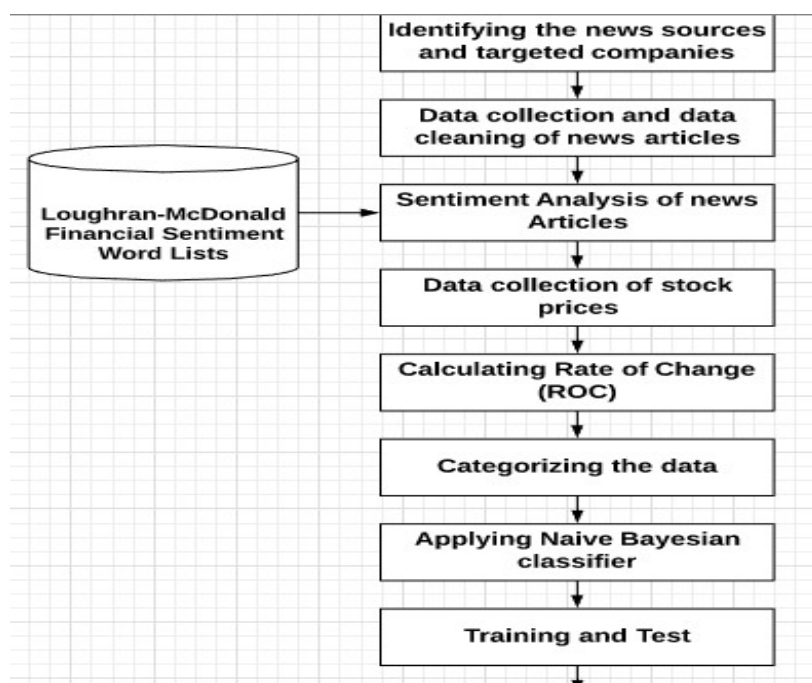 Identifying the news sources
and targeted companies
Data collection and data
cleaning of news articles
Loughran-McDonald
Financial Sentiment
Word Lists
Sentiment Analysis of news
Articles
Data collection of stock
prices
Calculating Rate of Change
(ROC)
Categorizing the data
Applying Naive Bayesian
classifier
Training and Test